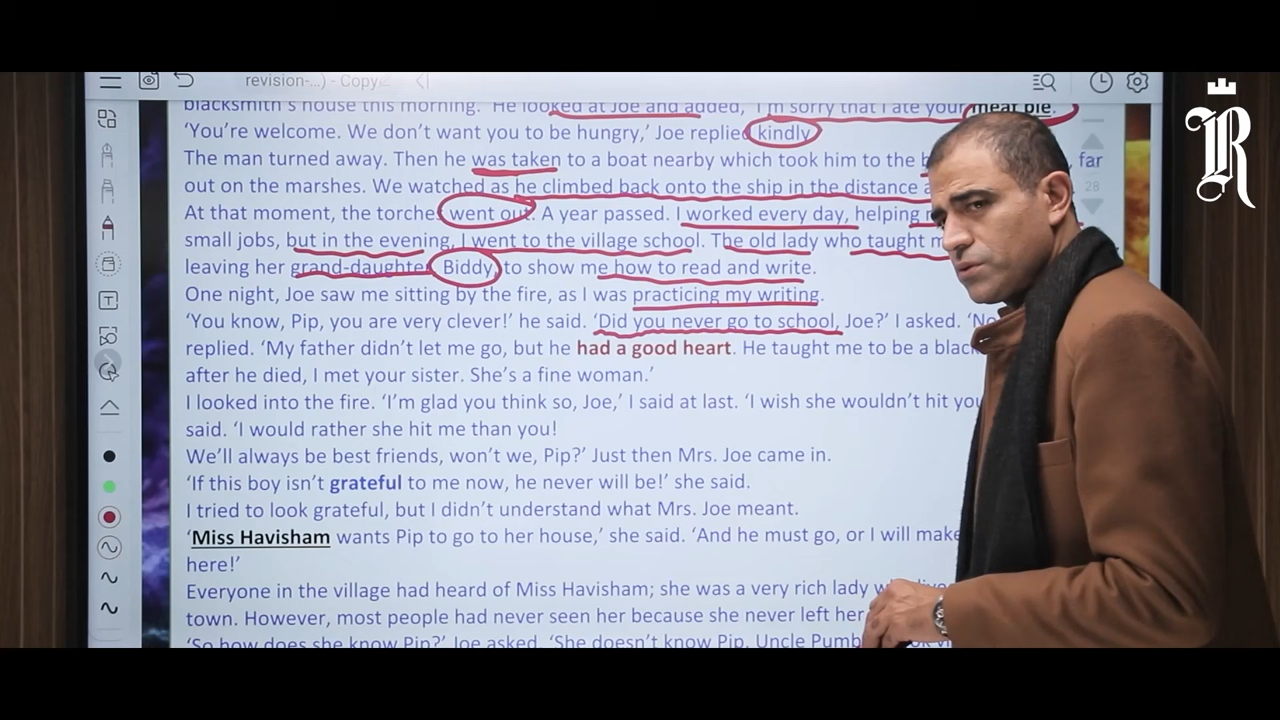 revision-...) - Copy
blacksmith's house this morning. He looked at Joe and added, 'I'm sorry that I ate your meat pie.
'You're welcome. We don't want you to be hungry,' Joe replied kindly
The man turned away. Then he was taken to a boat nearby which took him to the , far
out on the marshes. We watched as he climbed back onto the ship in the distance
28
At that moment, the torches went out. A year passed. I worked every day, helping
small jobs, but in the evening, I went to the village school. The old lady who taught
leaving her grand-daughter Biddy, to show me how to read and write.
One night, Joe saw me sitting by the fire, as I was practicing my writing.
'You know, Pip, you are very clever!' he said. 'Did you never go to school, Joe?' I asked.
replied. 'My father didn't let me go, but he had a good heart. He taught me to be a
after he died, I met your sister. She's a fine woman.'
I looked into the fire. 'I'm glad you think so, Joe,' I said at last. 'I wish she wouldn't hit
said. 'I would rather she hit me than you!
We'll always be best friends, won't we, Pip?' Just then Mrs. Joe came in.
'If this boy isn't grateful to me now, he never will be!' she said.
I tried to look grateful, but I didn't understand what Mrs. Joe meant.
'Miss Havisham wants Pip to go to her house,' she said. 'And he must go, or I will make
here!'
Everyone in the village had heard of Miss Havisham; she was a very rich lady
town. However, most people had never seen her because she never left her
'So how does she know Pip?' Joe asked. 'She doesn't know Pip. Uncle
R